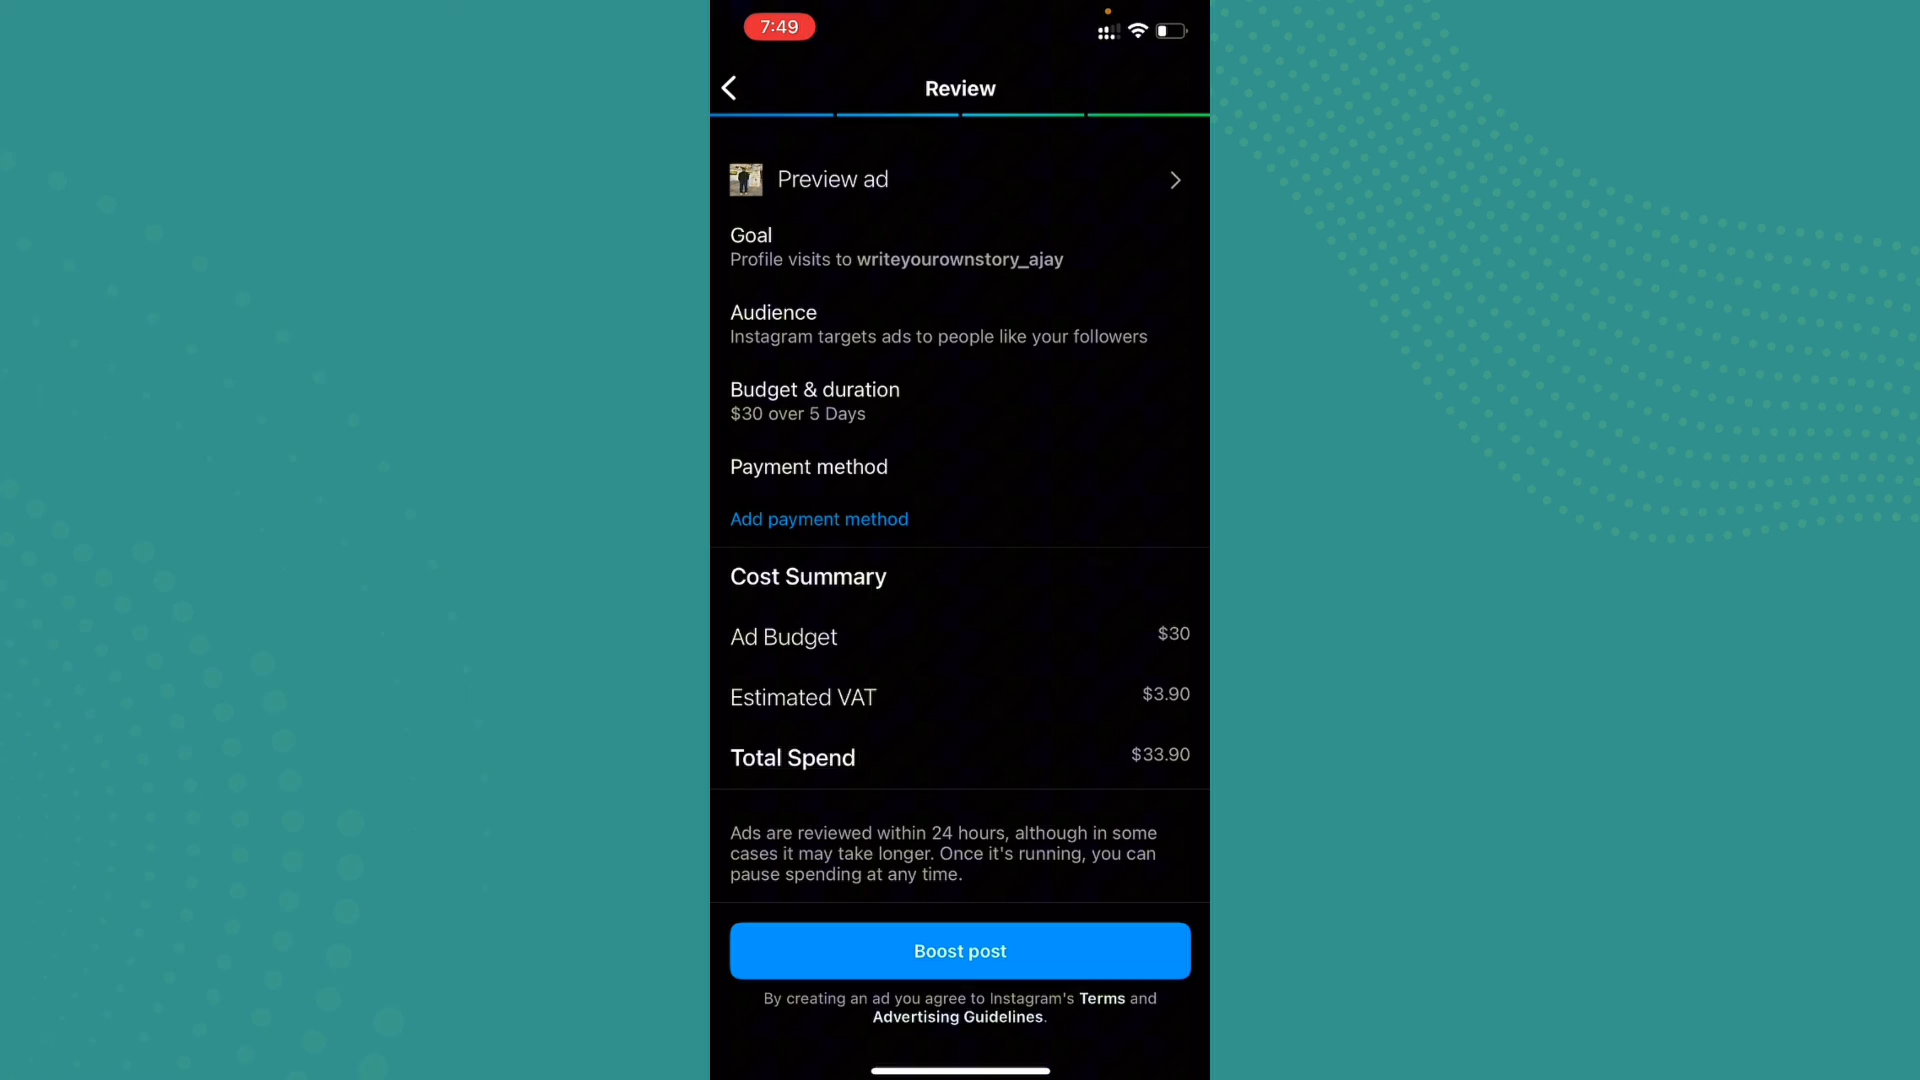 7:49
Review
Preview ad
Goal
Profile visits to writeyourownstory_ajay
Audience
Instagram targets ads to people like your followers
Budget & duration
$30 over 5 Days
Payment method
Add payment method
Cost Summary
Ad Budget $30
Estimated VAT $3.90
Total Spend $33.90
Ads are reviewed within 24 hours, although in some
cases it may take longer. Once it's running, you can
pause spending at any time.
Boost post
By creating an ad you agree to Instagram's Terms and
Advertising Guidelines.